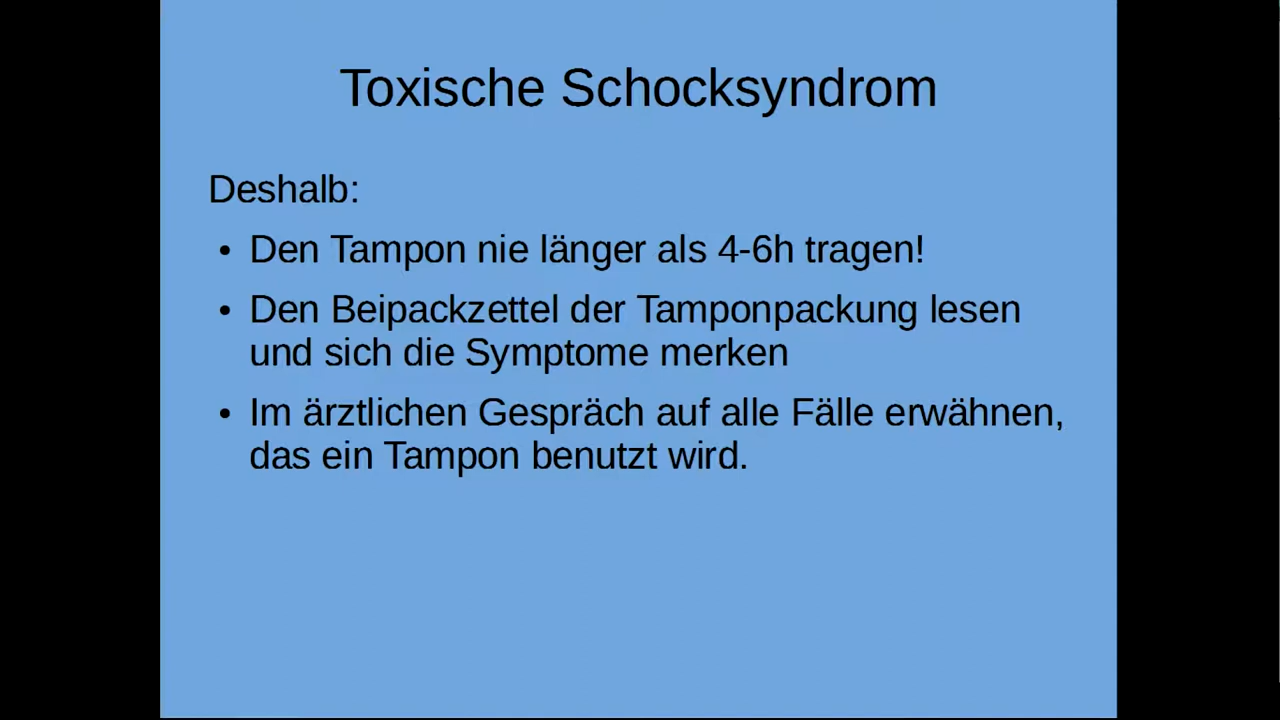 Toxische Schocksyndrom
Deshalb:
• Den Tampon nie länger als 4-6h tragen!
• Den Beipackzettel der Tamponpackung lesen
und sich die Symptome merken
• Im ärztlichen Gespräch auf alle Fälle erwähnen,
das ein Tampon benutzt wird.